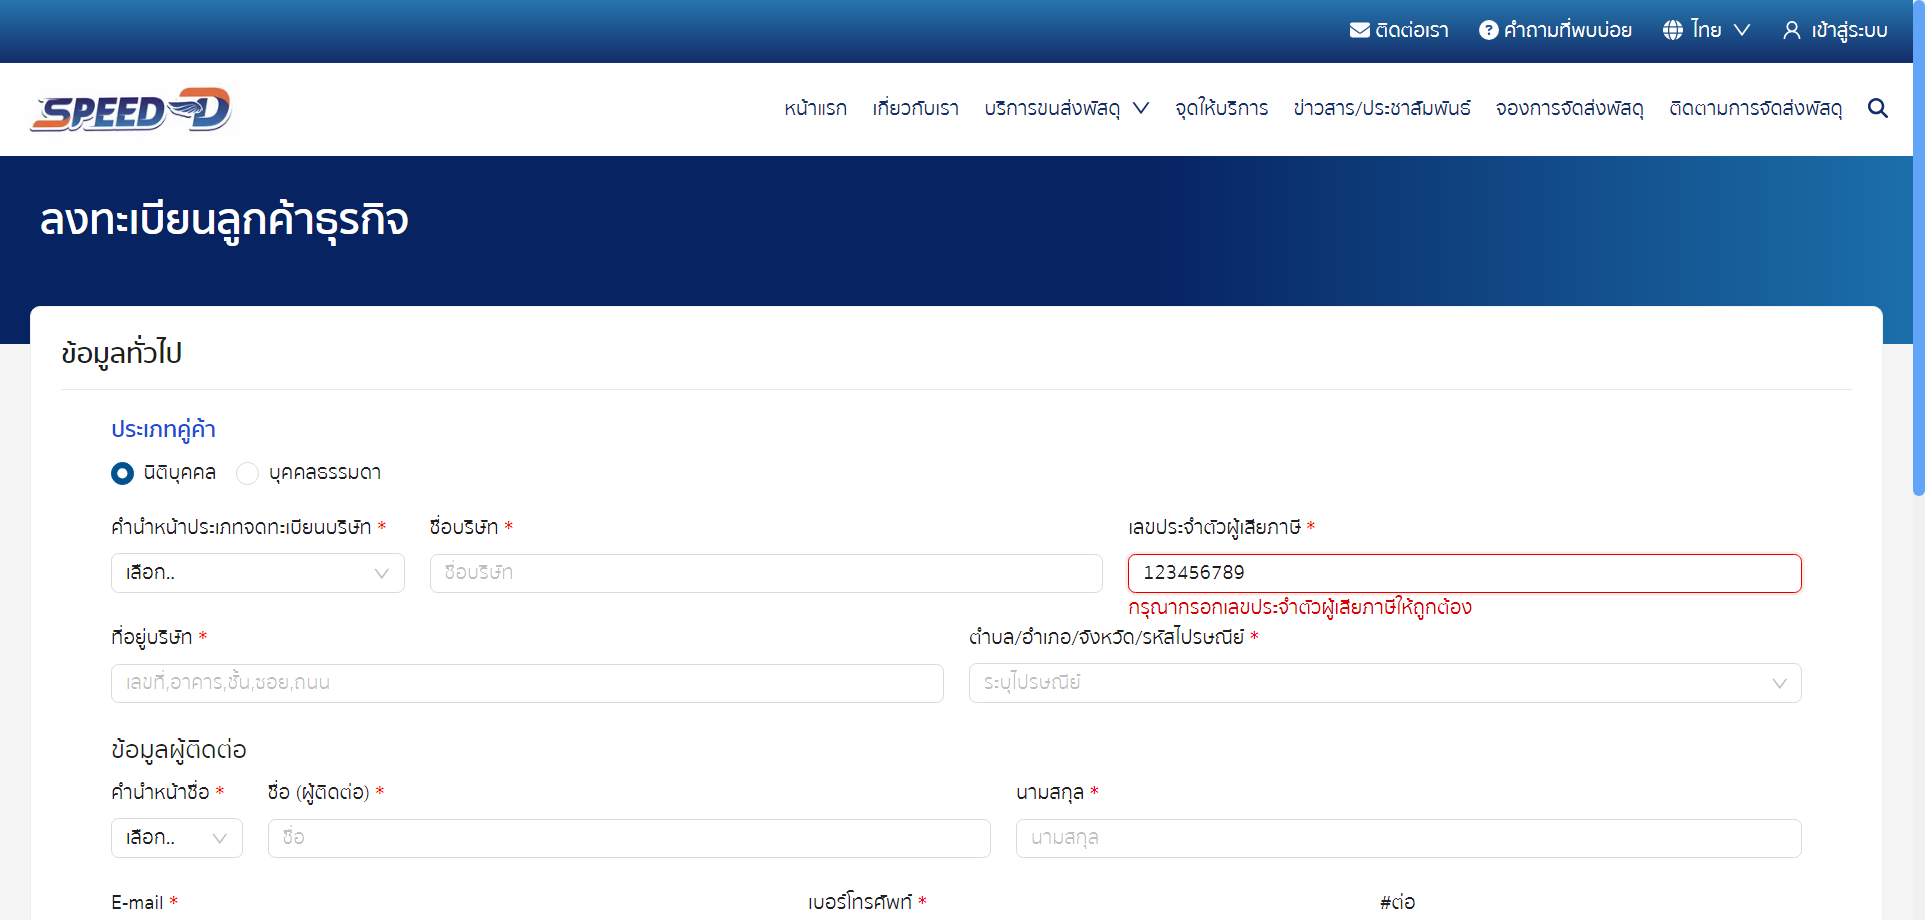 ติดต่อเรา คำถามที่พบบ่อย ไทย เข้าสู่ระบบ
SPEED-D หน้าแรก เกี่ยวกับเรา บริการขนส่งพัสดุ จุดให้บริการ ข่าวสาร/ประชาสัมพันธ์ จองการจัดส่งพัสดุ ติดตามการจัดส่งพัสดุ
ลงทะเบียนลูกค้าธุรกิจ
ข้อมูลทั่วไป
ประเภทคู่ค้า
นิติบุคคล บุคคลธรรมดา
คำนำหน้าประเภทจดทะเบียนบริษัท * ชื่อบริษัท * เลขประจำตัวผู้เสียภาษี *
เลือก.. ชื่อบริษัท 123456789
กรุณากรอกเลขประจำตัวผู้เสียภาษีให้ถูกต้อง
ที่อยู่บริษัท * ตำบล/อำเภอ/จังหวัด/รหัสไปรษณีย์ *
เลขที่,อาคาร,ชั้น,ซอย,ถนน ระบุไปรษณีย์
ข้อมูลผู้ติดต่อ
คำนำหน้าชื่อ * ชื่อ (ผู้ติดต่อ) * นามสกุล *
เลือก.. ชื่อ นามสกุล
E-mail * เบอร์โทรศัพท์ * #ต่อ